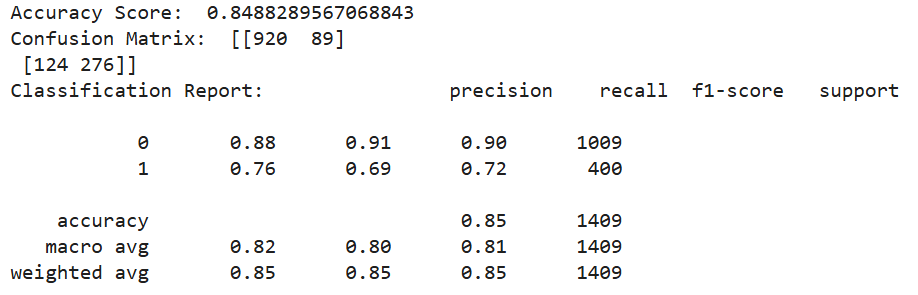 Accuracy Score:  0.8488289567068843
Confusion Matrix:  [[920  89]
 [124 276]]
Classification Report:               precision    recall  f1-score   support

           0       0.88      0.91      0.90      1009
           1       0.76      0.69      0.72       400

    accuracy                           0.85      1409
   macro avg       0.82      0.80      0.81      1409
weighted avg       0.85      0.85      0.85      1409